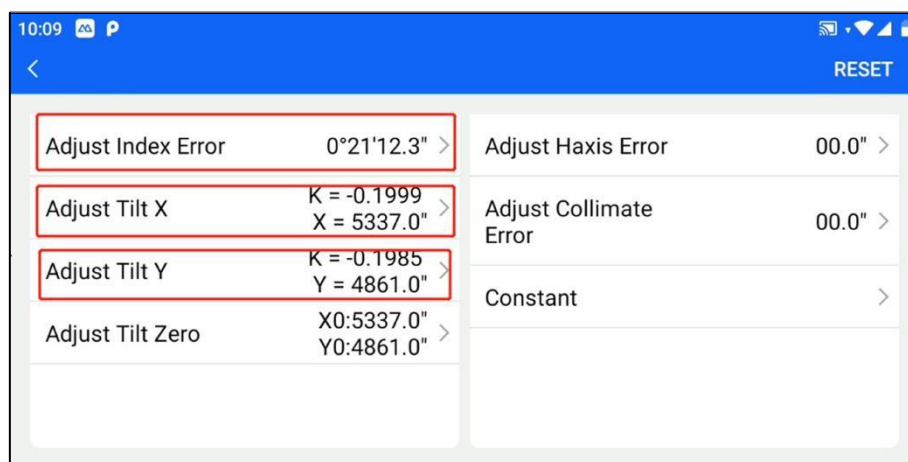 10:09
RESET
Adjust Index Error 0°21'12.3"
Adjust Tilt X K = -0.1999
X = 5337.0"
Adjust Tilt Y K = -0.1985
Y = 4861.0"
Adjust Tilt Zero X0:5337.0"
Y0:4861.0"
Adjust Haxis Error 00.0"
Adjust Collimate
Error 00.0"
Constant